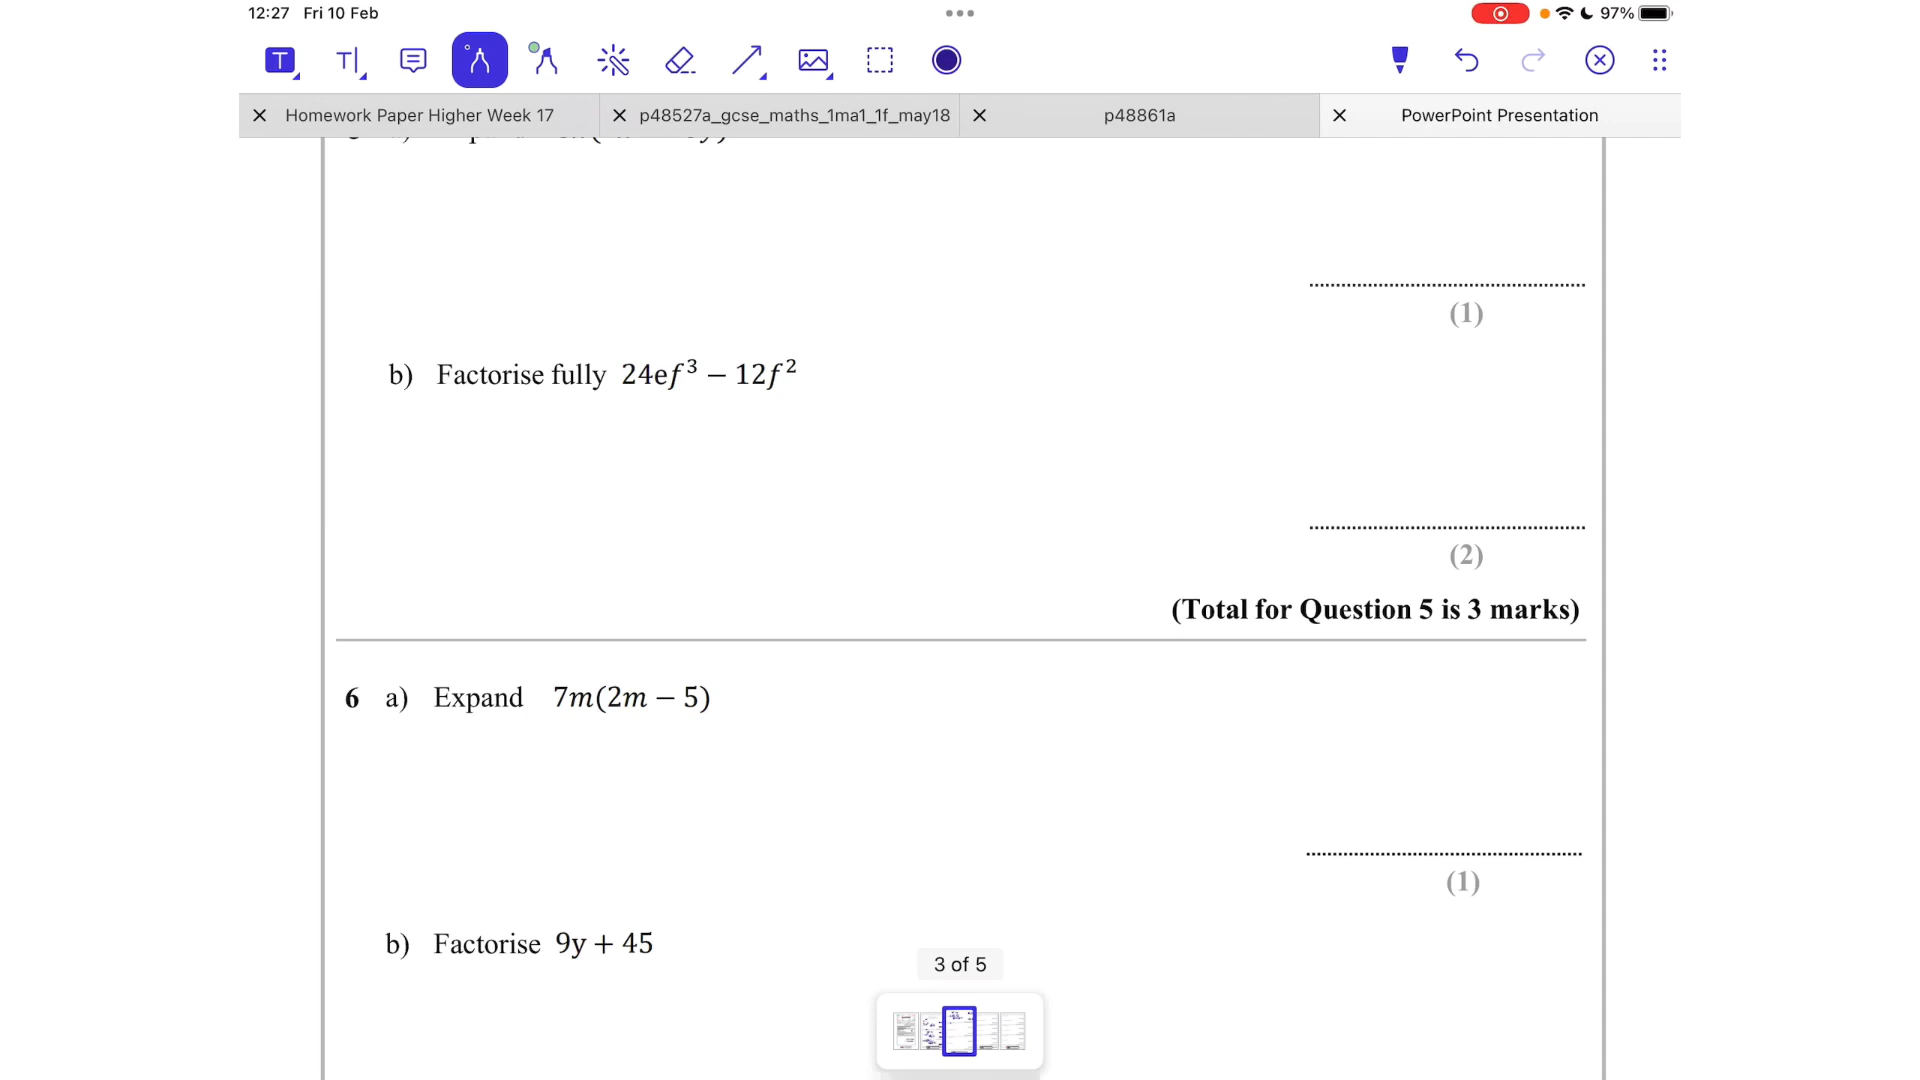 12:27 Fri 10 Feb 97%
T T|
Homework Paper Higher Week 17 p48527a_gcse_maths_1ma1_1f_may18 p48861a PowerPoint Presentation
(1)
b) Factorise fully 24ef³ − 12f²
(2)
(Total for Question 5 is 3 marks)
6 a) Expand 7m(2m − 5)
(1)
b) Factorise 9y + 45
3 of 5